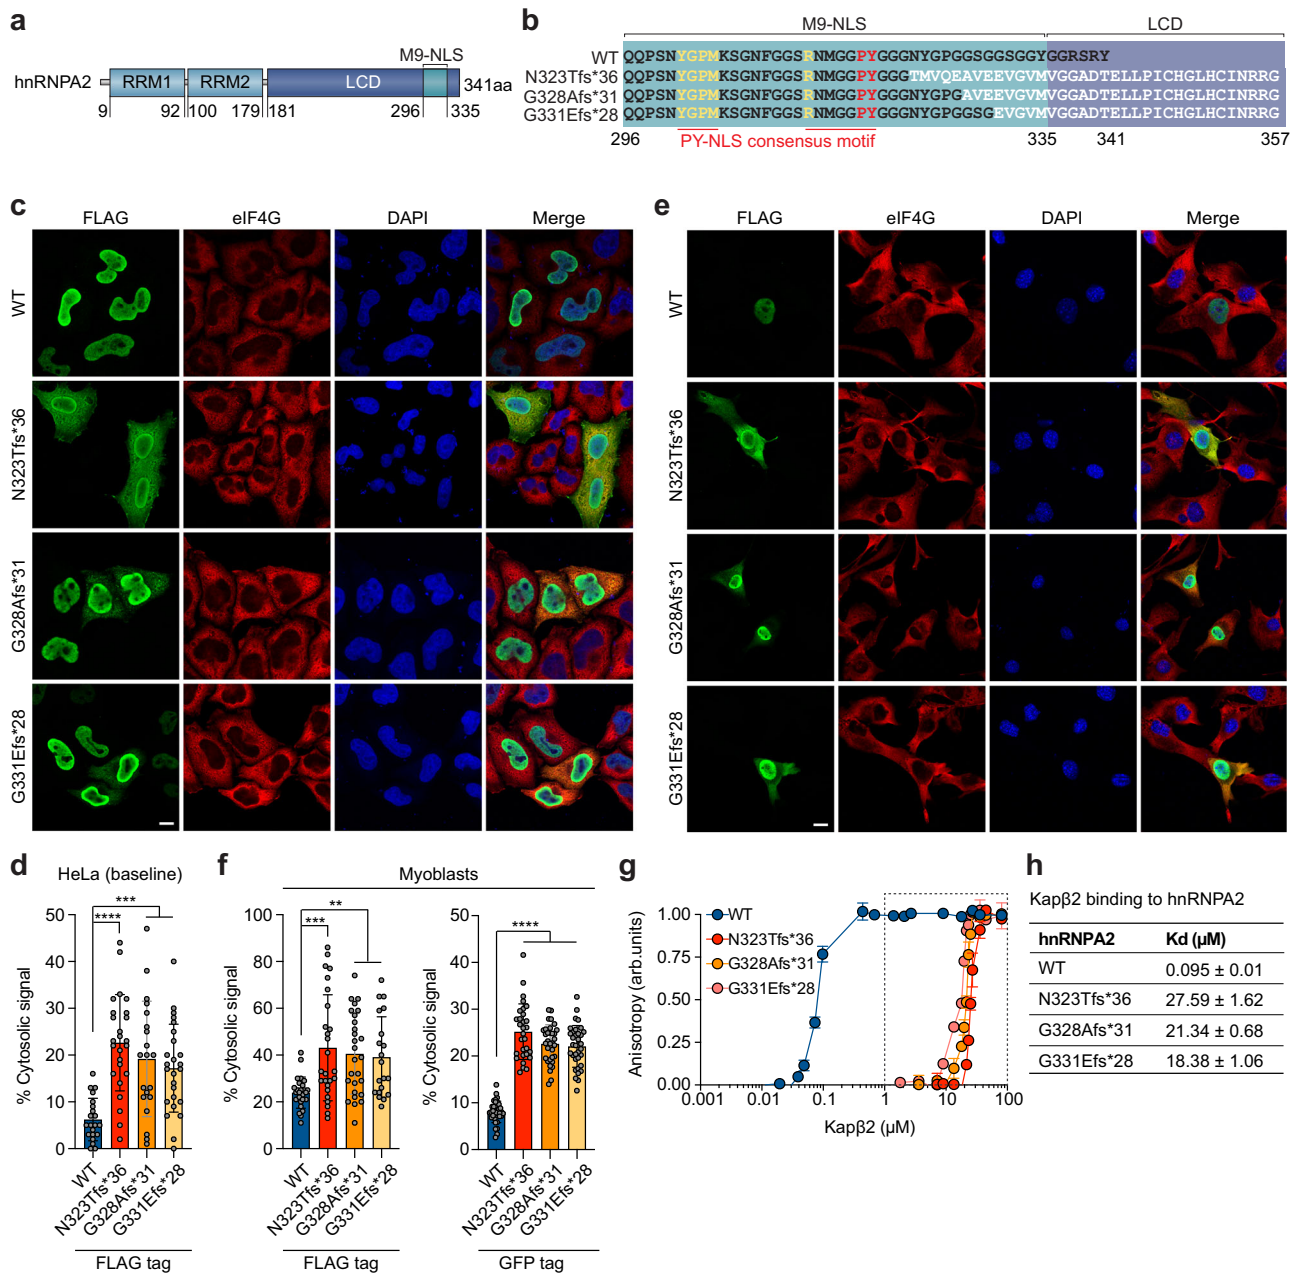 a
M9-NLS
hnRNPA2 RRM1 RRM2 LCD 341aa
9 92 100 179 181 296 335
b
M9-NLS LCD
WT QQPSNYGPMKSGNFGGSRNMGGPYGGGNYGPGGSGGSGGYGGRSRY
N323Tfs*36 QQPSNYGPMKSGNFGGSRNMGGPYGGGTMVQEAVEEVGVMVGGADTELLPICHGLHCINRRG
G328Afs*31 QQPSNYGPMKSGNFGGSRNMGGPYGGGNYGPGAVEEVGVMVGGADTELLPICHGLHCINRRG
G331Efs*28 QQPSNYGPMKSGNFGGSRNMGGPYGGGNYGPGGSGEVGVMVGGADTELLPICHGLHCINRRG
296 PY-NLS consensus motif 335 341 357
c
FLAG eIF4G DAPI Merge
WT
N323Tfs*36
G328Afs*31
G331Efs*28
e
FLAG eIF4G DAPI Merge
WT
N323Tfs*36
G328Afs*31
G331Efs*28
d
HeLa (baseline)
***
****
% Cytosolic signal
50
40
30
20
10
0
WT
N323Tfs*36
G328Afs*31
G331Efs*28
FLAG tag
f
Myoblasts
**
***
% Cytosolic signal
100
80
60
40
20
0
WT
N323Tfs*36
G328Afs*31
G331Efs*28
FLAG tag
****
% Cytosolic signal
50
40
30
20
10
0
WT
N323Tfs*36
G328Afs*31
G331Efs*28
GFP tag
g
Anisotropy (arb.units)
1.00
0.75
0.50
0.25
0.00
WT
N323Tfs*36
G328Afs*31
G331Efs*28
0.001 0.01 0.1 1 10 100
Kapβ2 (µM)
h
Kapβ2 binding to hnRNPA2
hnRNPA2 Kd (µM)
WT 0.095 ± 0.01
N323Tfs*36 27.59 ± 1.62
G328Afs*31 21.34 ± 0.68
G331Efs*28 18.38 ± 1.06